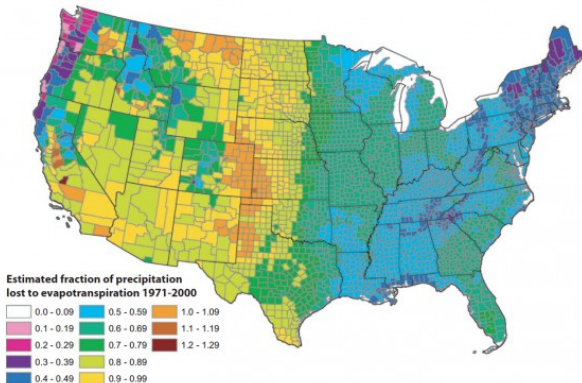 Estimated fraction of precipitation
lost to evapotranspiration 1971-2000
0.0 - 0.09
0.5 - 0.59
1.0 - 1.09
0.1 - 0.19
0.6 - 0.69
1.1 - 1.19
0.2 - 0.29
0.7 - 0.79
1.2 - 1.29
0.3 - 0.39
0.8 - 0.89
0.4 - 0.49
0.9 - 0.99